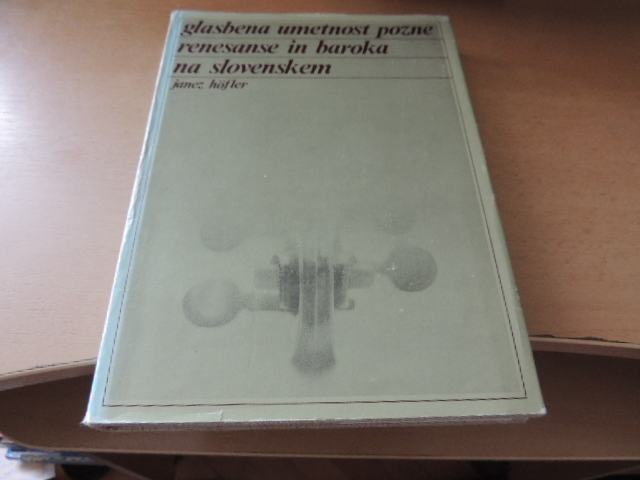 glasbena umetnost pozne
renesanse in baroka
na slovenskem
janez höfler